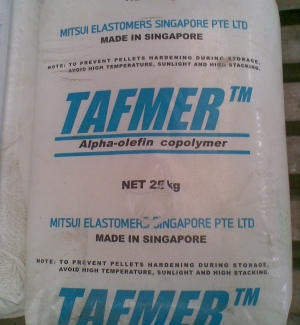 MITSUI ELASTOMERS SINGAPORE PTE LTD
MADE IN SINGAPORE
NOTE: TO PREVENT PELLETS HARDENING DURING STORAGE,
AVOID HIGH TEMPERATURE, SUNLIGHT AND HIGH STACKING.
TAFMER™
Alpha-olefin copolymer
NET 25 kg
MITSUI ELASTOMERS SINGAPORE PTE LTD
MADE IN SINGAPORE
NOTE: TO PREVENT PELLETS HARDENING DURING STORAGE,
AVOID HIGH TEMPERATURE, SUNLIGHT AND HIGH STACKING.
TAFMER™